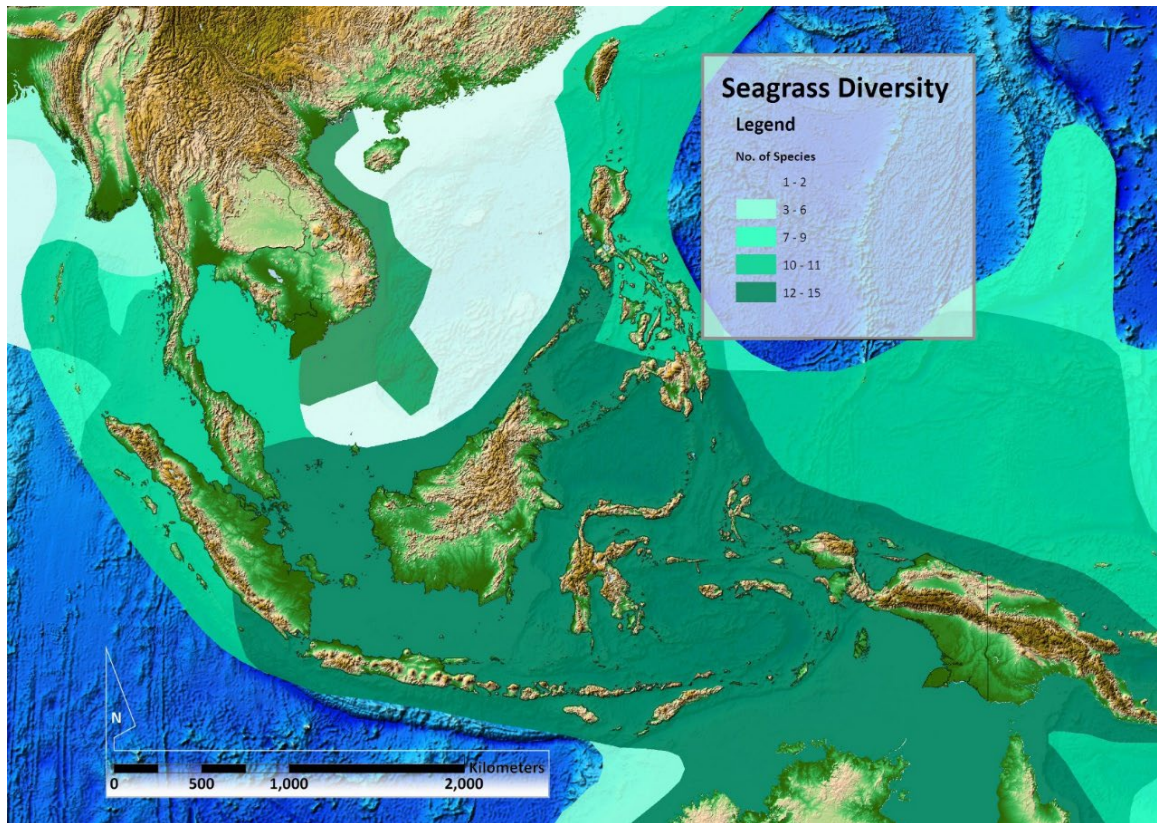 Seagrass Diversity
Legend
No. of Species
1 - 2
3 - 6
7 - 9
10 - 11
12 - 15
N
Kilometers
0 500 1,000 2,000